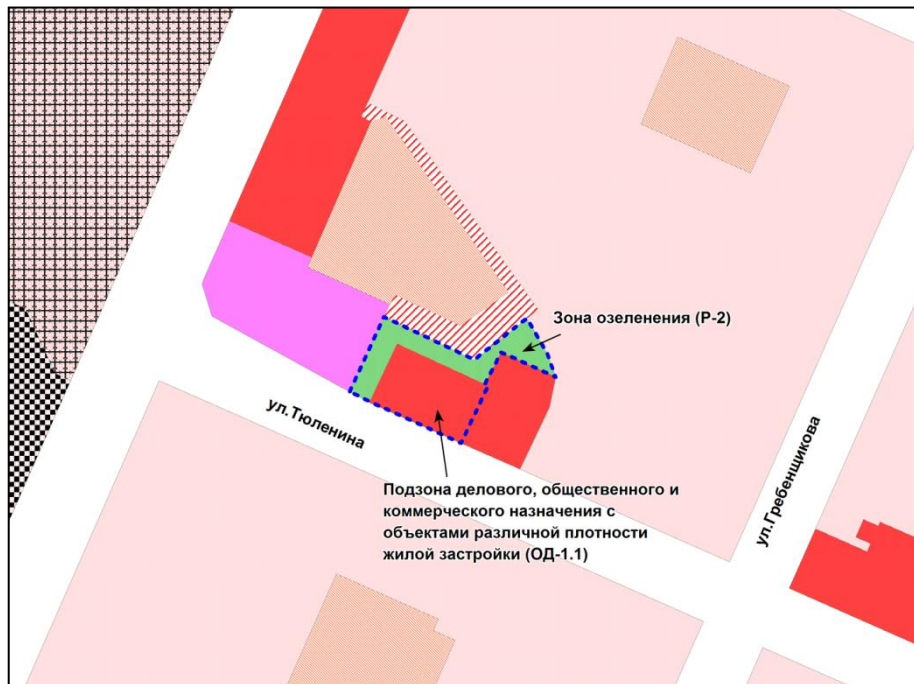 Зона озеленения (Р-2)
ул.Тюленина
ул.Гребенщикова
Подзона делового, общественного и
коммерческого назначения с
объектами различной плотности
жилой застройки (ОД-1.1)